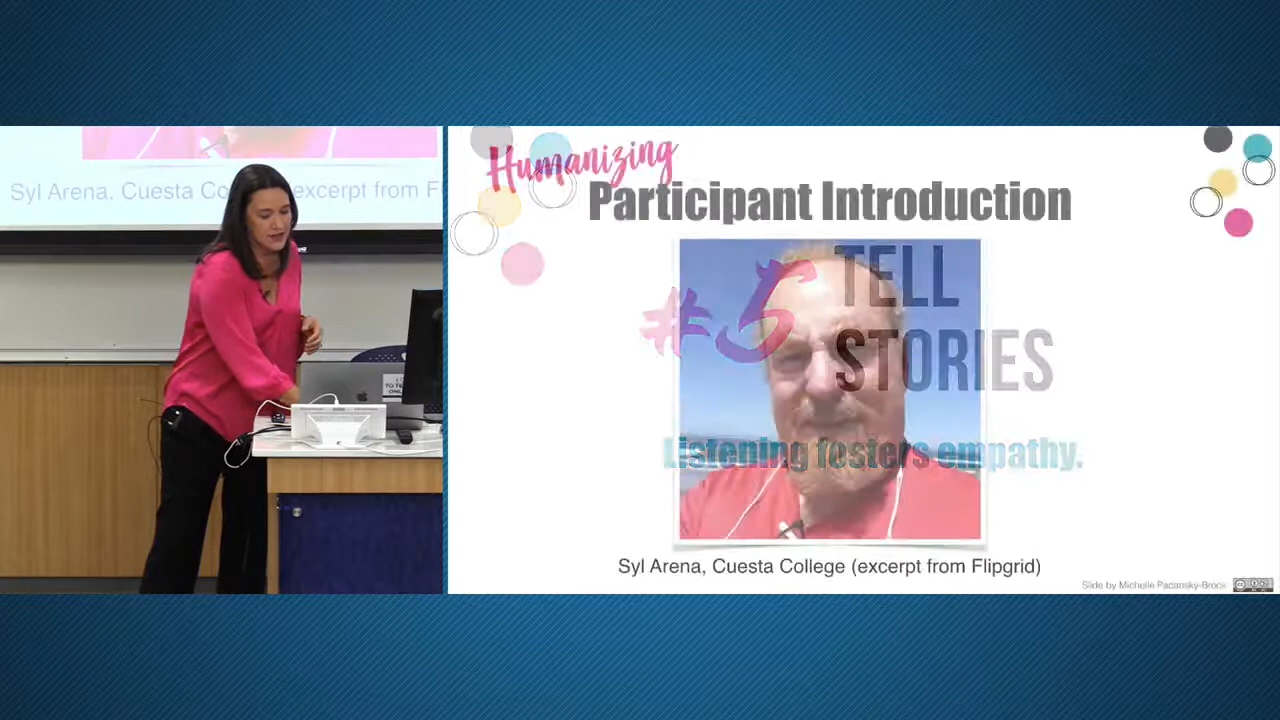 Syl Arena, Cuesta Co
excerpt from F
Humanizing
Participant Introduction
#5 TELL
STORIES
Listening fosters empathy.
Syl Arena, Cuesta College (excerpt from Flipgrid)
Slide by Michelle Pacansky-Brock